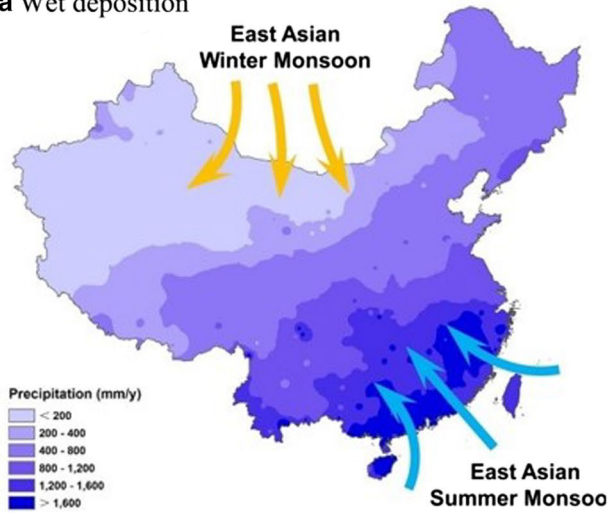 a Wet deposition
East Asian
Winter Monsoon
Precipitation (mm/y)
< 200
200 - 400
400 - 800
800 - 1,200
1,200 - 1,600
> 1,600
East Asian
Summer Monsoo